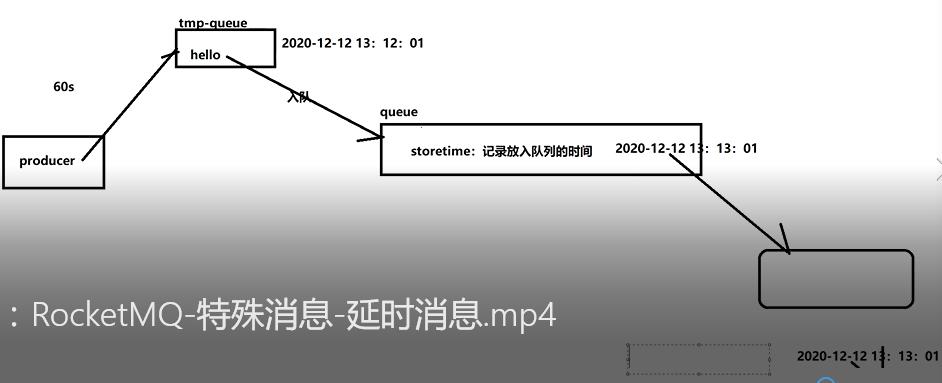 tmp-queue
hello
2020-12-12 13：12：01
60s
入队
queue
producer
storetime：记录放入队列的时间
2020-12-12 13：13：01
：RocketMQ-特殊消息-延时消息.mp4
2020-12-12 13：13：01